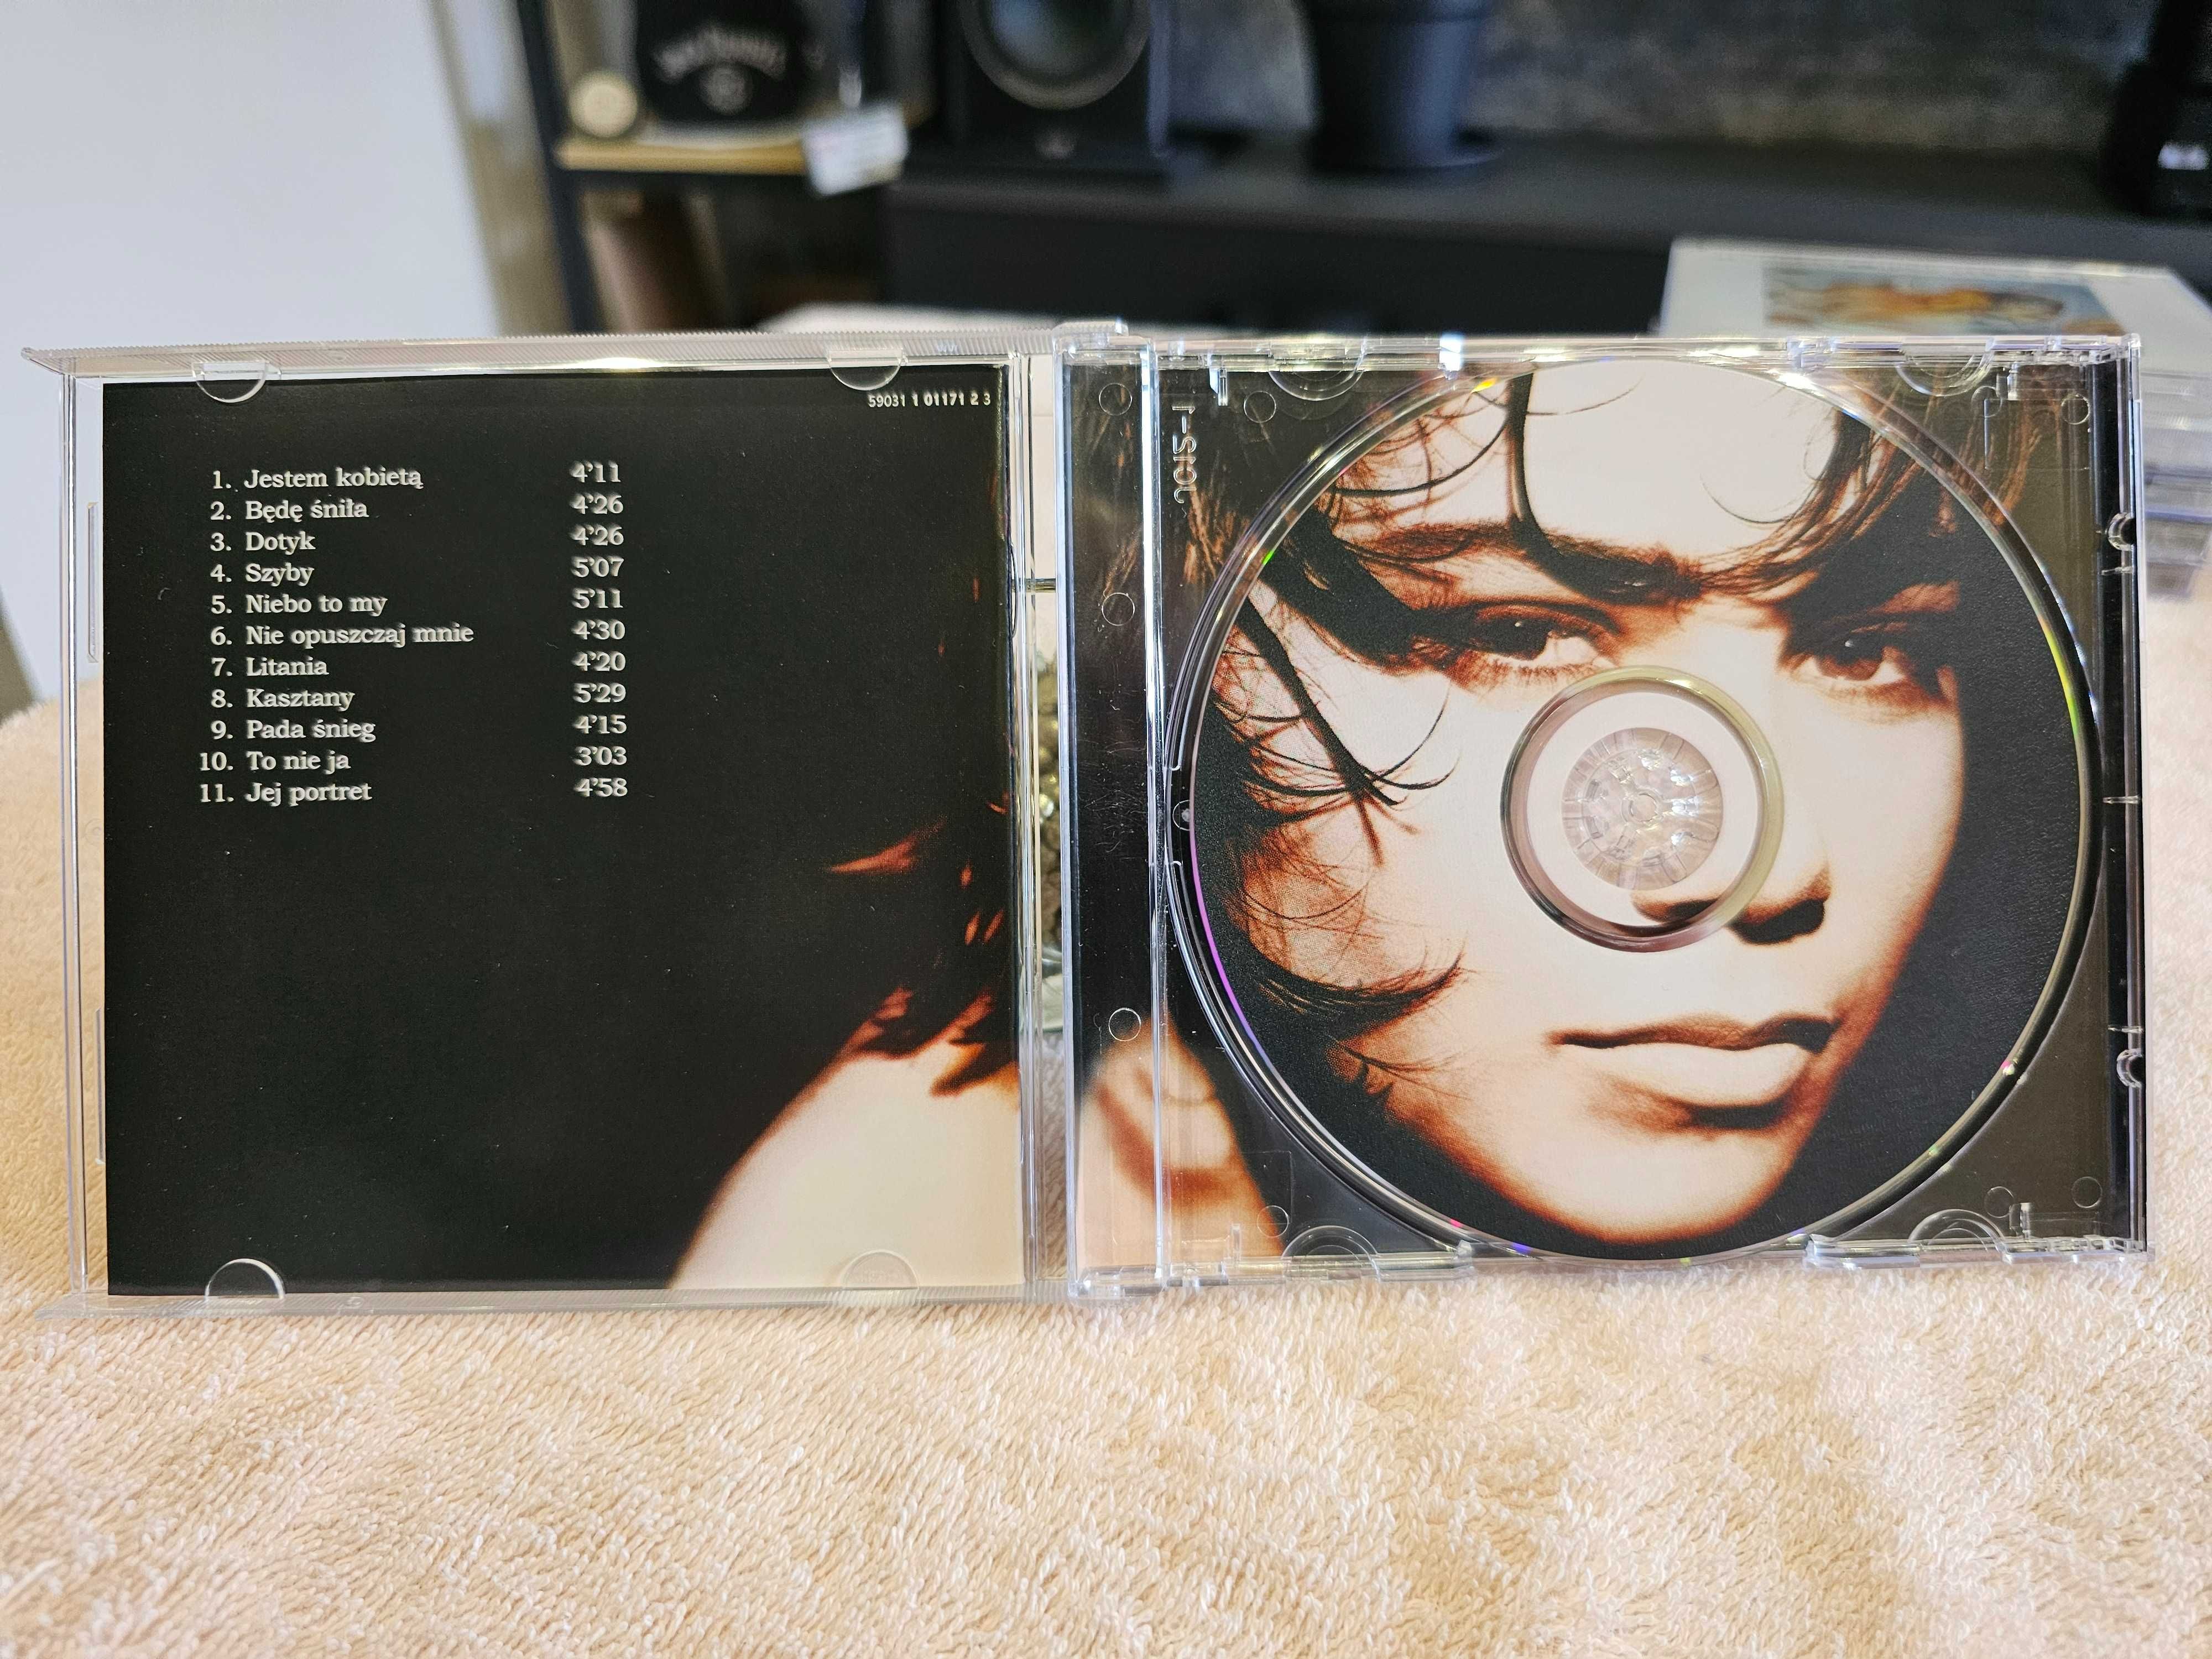 59031 1 01171 2 3
1. Jestem kobietą 4'11
2. Będę śniła 4'26
3. Dotyk 4'26
4. Szyby 5'07
5. Niebo to my 5'11
6. Nie opuszczaj mnie 4'30
7. Litania 4'20
8. Kasztany 5'29
9. Pada śnieg 4'15
10. To nie ja 3'03
11. Jej portret 4'58